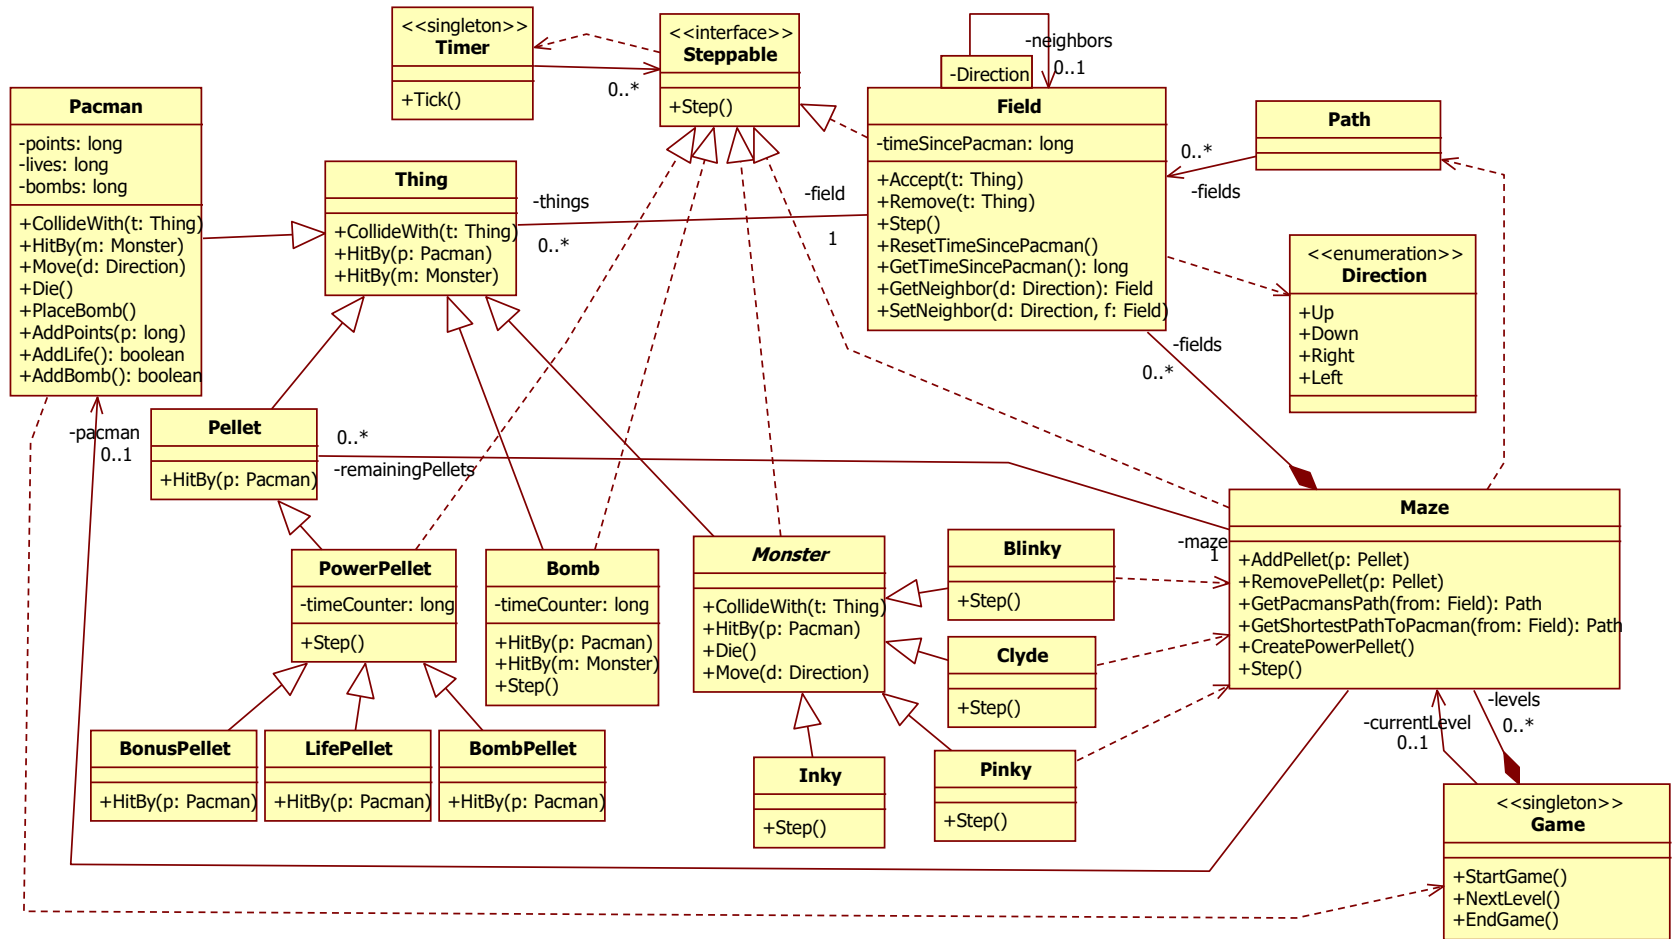 <<singleton>>
Timer
+Tick()
<<interface>>
Steppable
+Step()
0..*
-neighbors
0..1
-Direction
Field
-timeSincePacman: long
+Accept(t: Thing)
+Remove(t: Thing)
+Step()
+ResetTimeSincePacman()
+GetTimeSincePacman(): long
+GetNeighbor(d: Direction): Field
+SetNeighbor(d: Direction, f: Field)
Path
0..*
-fields
<<enumeration>>
Direction
+Up
+Down
+Right
+Left
Pacman
-points: long
-lives: long
-bombs: long
+CollideWith(t: Thing)
+HitBy(m: Monster)
+Move(d: Direction)
+Die()
+PlaceBomb()
+AddPoints(p: long)
+AddLife(): boolean
+AddBomb(): boolean
Thing
+CollideWith(t: Thing)
+HitBy(p: Pacman)
+HitBy(m: Monster)
-things
0..*
-field
1
-fields
0..*
-pacman
0..1
Pellet
+HitBy(p: Pacman)
0..*
-remainingPellets
PowerPellet
-timeCounter: long
+Step()
Bomb
-timeCounter: long
+HitBy(p: Pacman)
+HitBy(m: Monster)
+Step()
Monster
+CollideWith(t: Thing)
+HitBy(p: Pacman)
+Die()
+Move(d: Direction)
Blinky
+Step()
Clyde
+Step()
Inky
+Step()
Pinky
+Step()
-maze
1
Maze
+AddPellet(p: Pellet)
+RemovePellet(p: Pellet)
+GetPacmansPath(from: Field): Path
+GetShortestPathToPacman(from: Field): Path
+CreatePowerPellet()
+Step()
BonusPellet
+HitBy(p: Pacman)
LifePellet
+HitBy(p: Pacman)
BombPellet
+HitBy(p: Pacman)
-currentLevel
0..1
-levels
0..*
<<singleton>>
Game
+StartGame()
+NextLevel()
+EndGame()